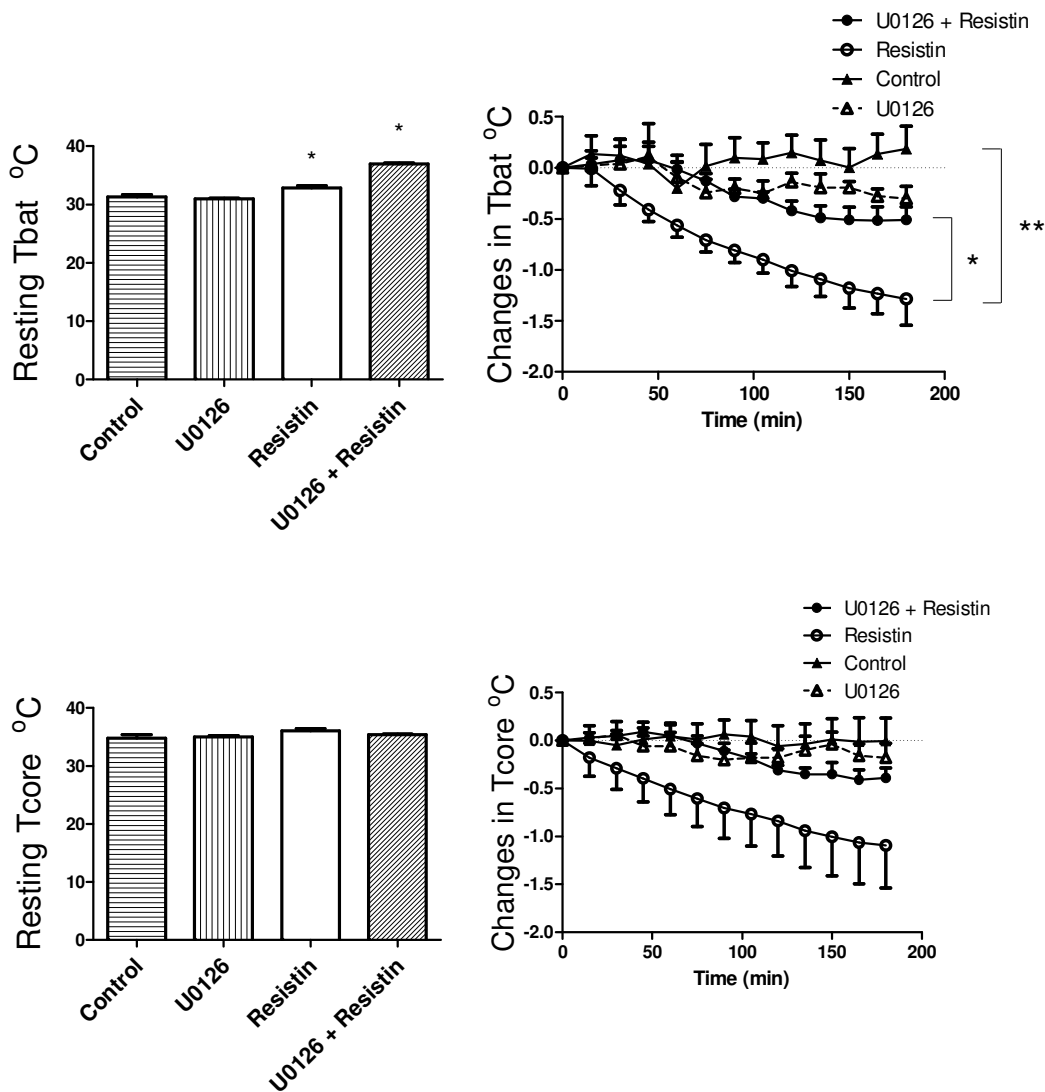 U0126 + Resistin
Resistin
Control
U0126
Resting Tbat °C
40
30
20
10
0
*
*
Control
U0126
Resistin
U0126 + Resistin
Changes in Tbat °C
0.5
0.0
-0.5
-1.0
-1.5
-2.0
0
50
100
150
200
Time (min)
*
**
U0126 + Resistin
Resistin
Control
U0126
Resting Tcore °C
40
30
20
10
0
Control
U0126
Resistin
U0126 + Resistin
Changes in Tcore °C
0.5
0.0
-0.5
-1.0
-1.5
-2.0
0
50
100
150
200
Time (min)